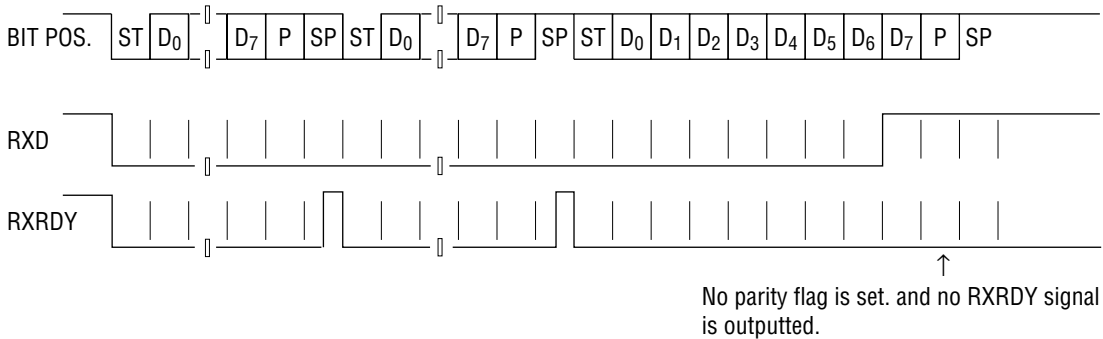 BIT POS. ST D₀ D₇ P SP ST D₀ D₇ P SP ST D₀ D₁ D₂ D₃ D₄ D₅ D₆ D₇ P SP
RXD
RXRDY
↑
No parity flag is set. and no RXRDY signal
is outputted.